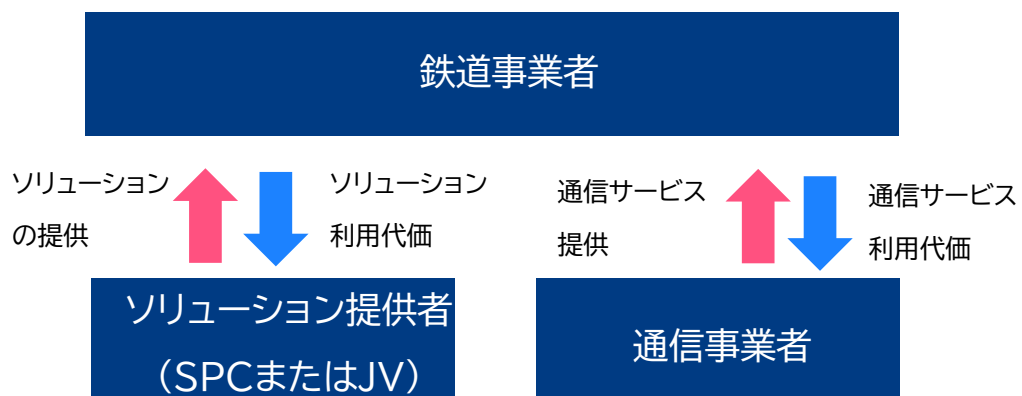 鉄道事業者
ソリューション
の提供
ソリューション
利用代価
通信サービス
提供
通信サービス
利用代価
ソリューション提供者
（SPCまたはJV）
通信事業者